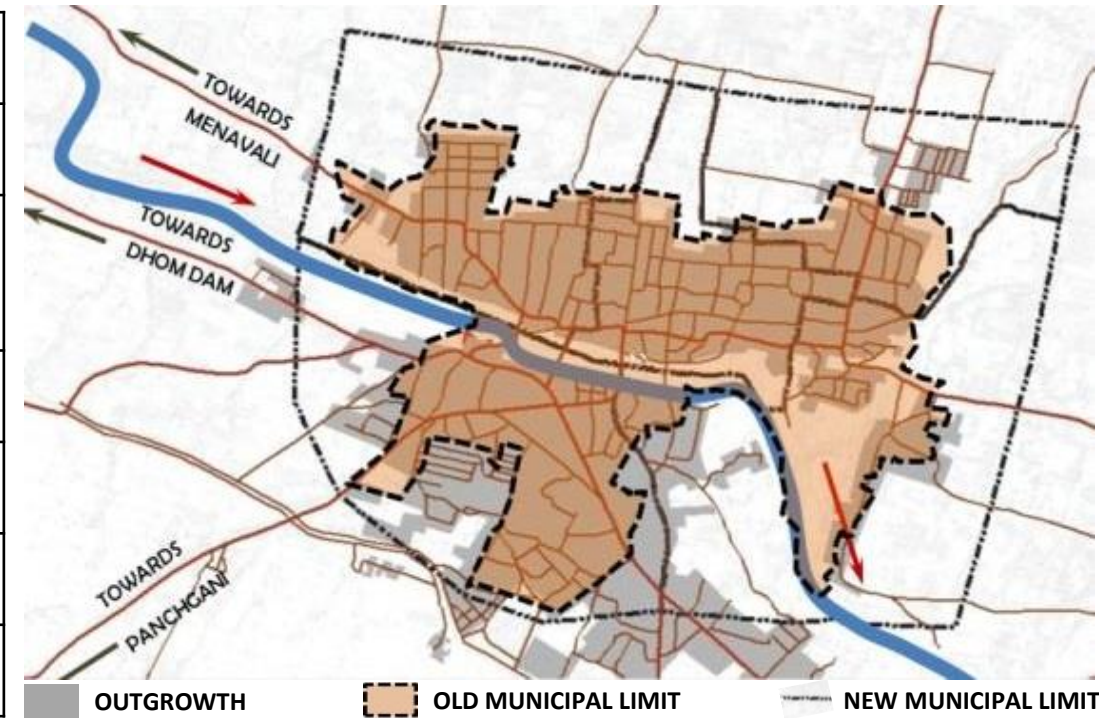 TOWARDS
MENAVALI
TOWARDS
DHOM DAM
TOWARDS
PANCHGANI
OUTGROWTH
OLD MUNICIPAL LIMIT
NEW MUNICIPAL LIMIT